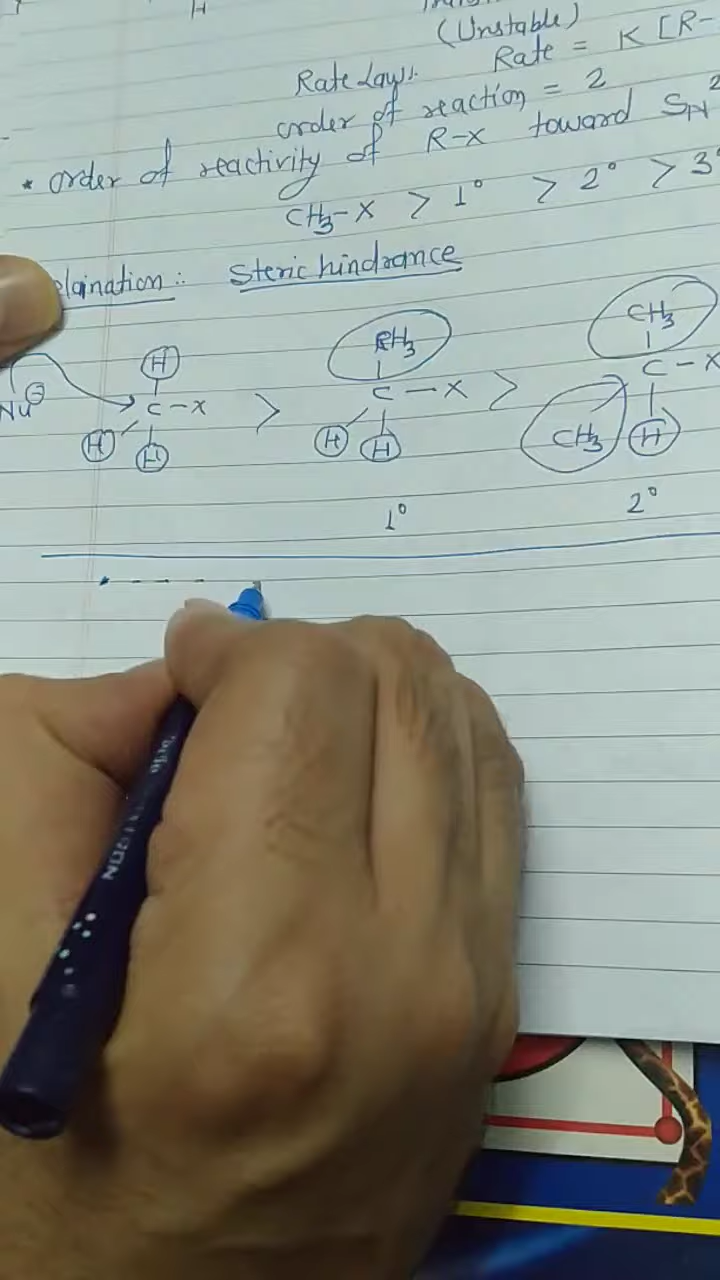 H
(Unstable)
Rate Law:. Rate = K [R-
order of reaction = 2
* order of reactivity of R-X toward SN2
CH3-X > 1° > 2° > 3°
plaination :: Steric hindrance
Nu⊖ H C-X H H > CH3 C-X H H > CH3 C-X CH3 H
1° 2°